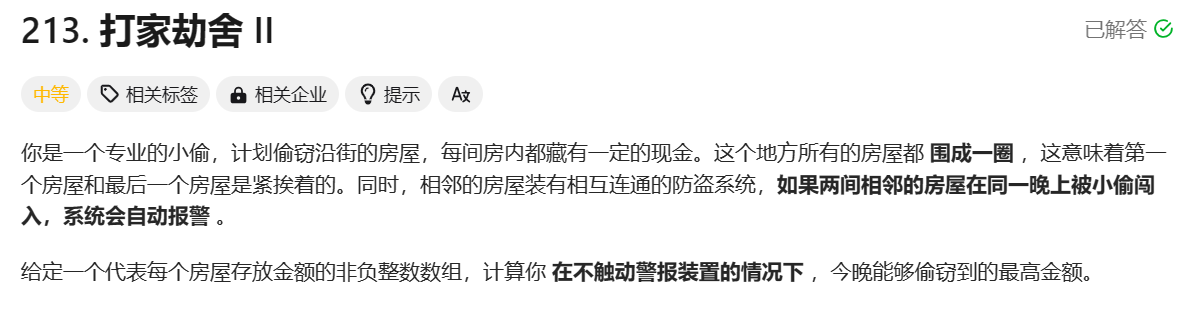 213. 打家劫舍 II
已解答
中等
相关标签
相关企业
提示
你是一个专业的小偷，计划偷窃沿街的房屋，每间房内都藏有一定的现金。这个地方所有的房屋都 围成一圈 ，这意味着第一
个房屋和最后一个房屋是紧挨着的。同时，相邻的房屋装有相互连通的防盗系统，如果两间相邻的房屋在同一晚上被小偷闯
入，系统会自动报警 。
给定一个代表每个房屋存放金额的非负整数数组，计算你 在不触动警报装置的情况下 ，今晚能够偷窃到的最高金额。